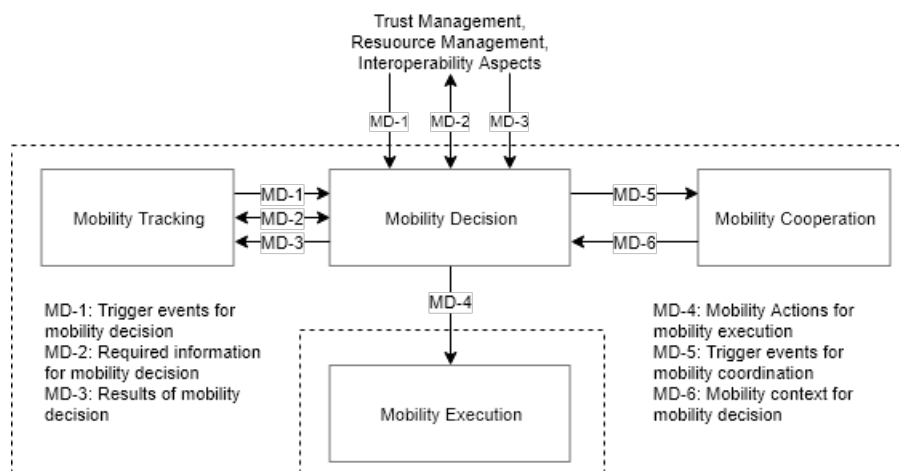 Trust Management,
Resuource Management,
Interoperability Aspects
MD-1
MD-2
MD-3
Mobility Tracking
MD-1
MD-2
MD-3
Mobility Decision
MD-5
MD-6
Mobility Cooperation
MD-4
MD-1: Trigger events for
mobility decision
MD-2: Required information
for mobility decision
MD-3: Results of mobility
decision
MD-4: Mobility Actions for
mobility execution
MD-5: Trigger events for
mobility coordination
MD-6: Mobility context for
mobility decision
Mobility Execution